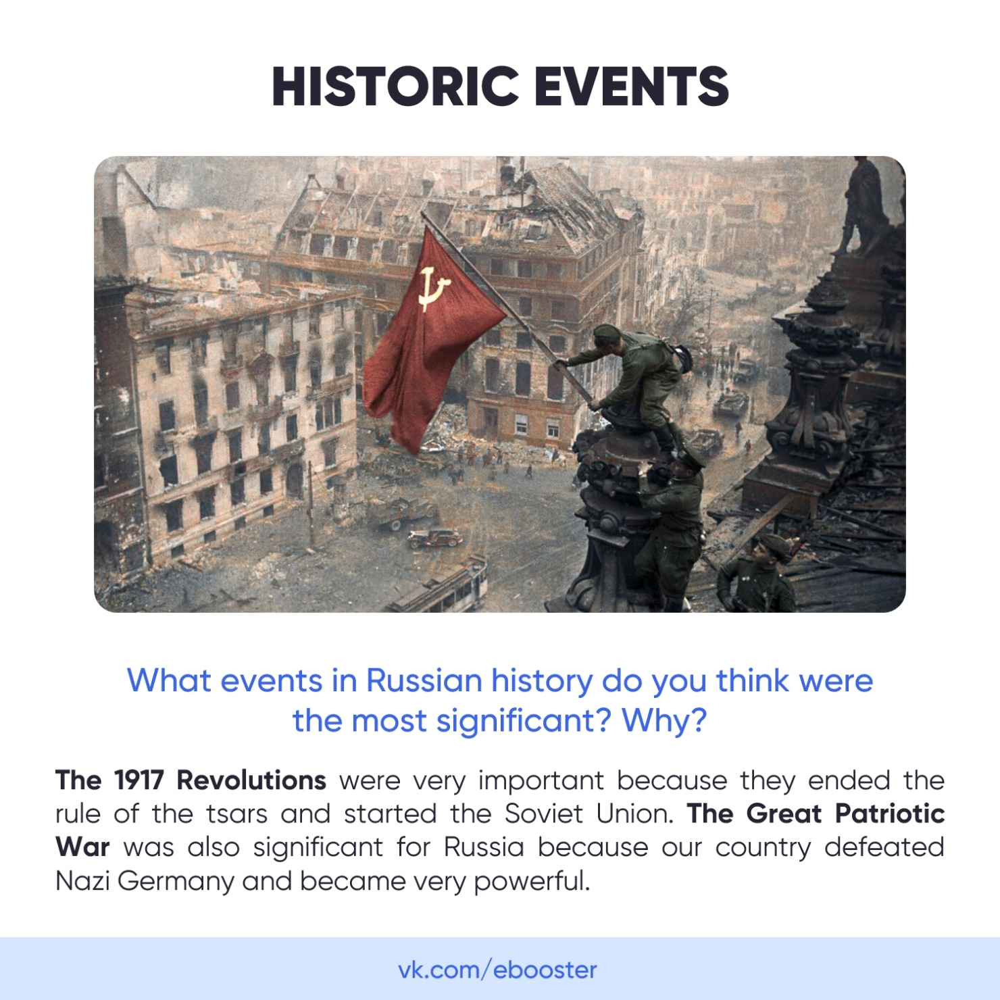 HISTORIC EVENTS
What events in Russian history do you think were
the most significant? Why?
The 1917 Revolutions were very important because they ended the
rule of the tsars and started the Soviet Union. The Great Patriotic
War was also significant for Russia because our country defeated
Nazi Germany and became very powerful.
vk.com/ebooster